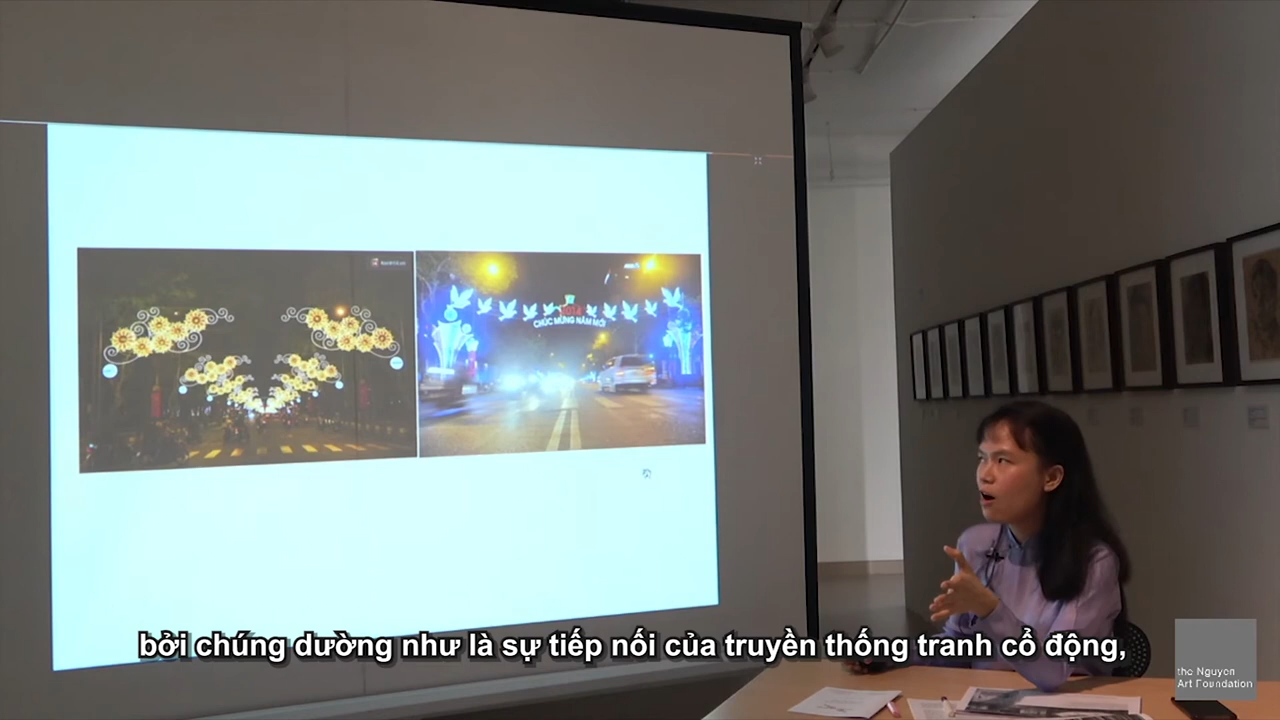 2014
CHÚC MỪNG NĂM MỚI
bởi chúng dường như là sự tiếp nối của truyền thống tranh cổ động,
the Nguyen
Art Foundation